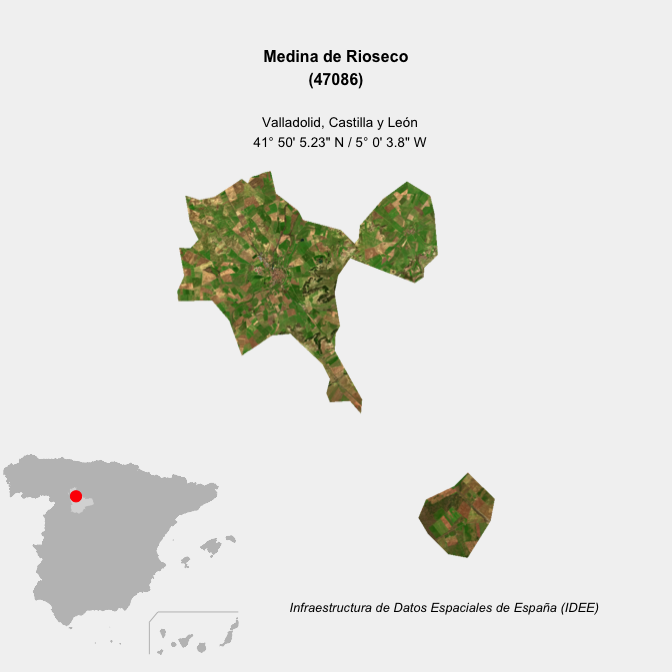 Medina de Rioseco
(47086)
Valladolid, Castilla y León
41° 50' 5.23" N / 5° 0' 3.8" W
Infraestructura de Datos Espaciales de España (IDEE)